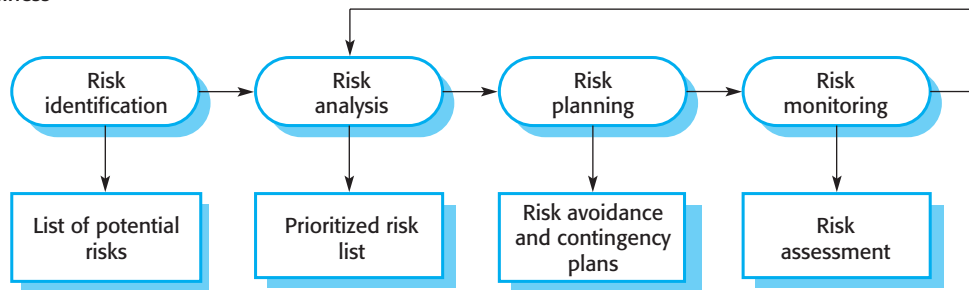 Risk
identification
Risk
analysis
Risk
planning
Risk
monitoring
List of potential
risks
Prioritized risk
list
Risk avoidance
and contingency
plans
Risk
assessment